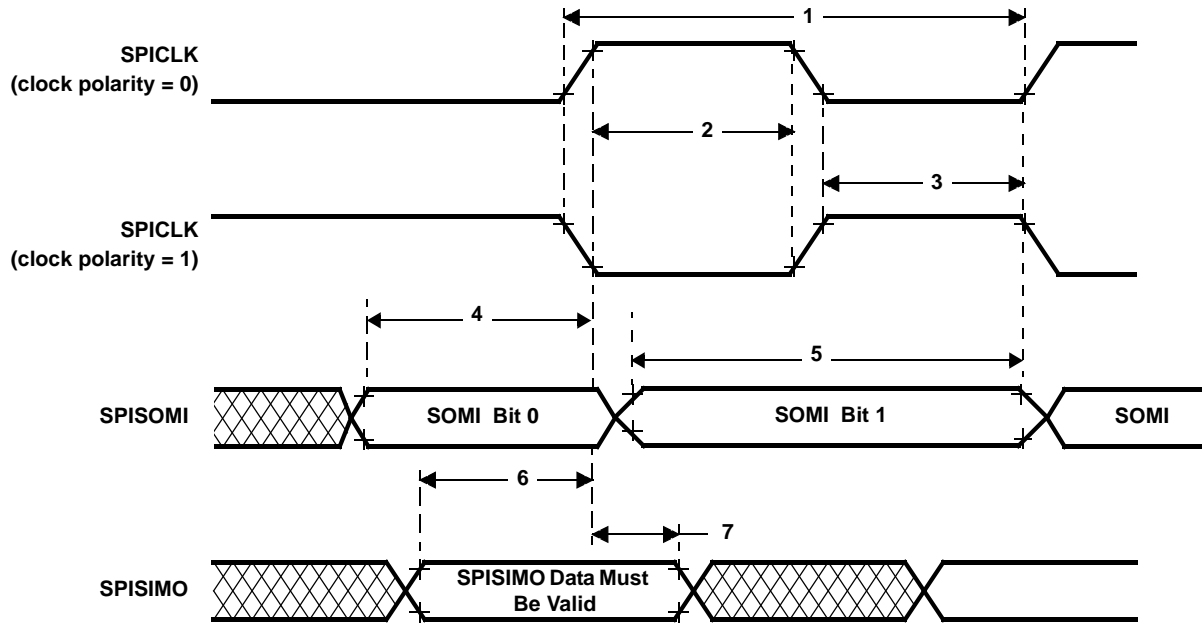 1
SPICLK
(clock polarity = 0)
2
3
SPICLK
(clock polarity = 1)
4
5
SPISOMI
SOMI Bit 0
SOMI Bit 1
SOMI
6
7
SPISIMO
SPISIMO Data Must
Be Valid